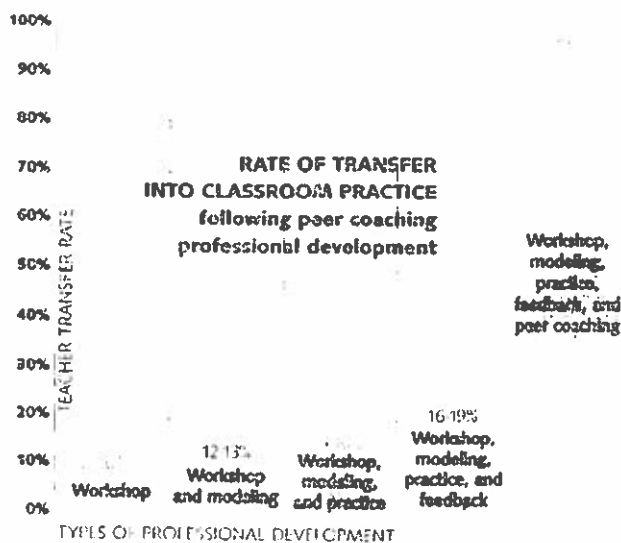 100%
90%
80%
70%
60%
50%
40%
30%
20%
10%
0%
TEACHER TRANSFER RATE
RATE OF TRANSFER
INTO CLASSROOM PRACTICE
following peer coaching
professional development
Workshop
12-13%
Workshop
and modeling
Workshop,
modeling,
and practice
16-19%
Workshop,
modeling,
practice, and
feedback
Workshop,
modeling,
practice,
feedback, and
peer coaching
TYPES OF PROFESSIONAL DEVELOPMENT